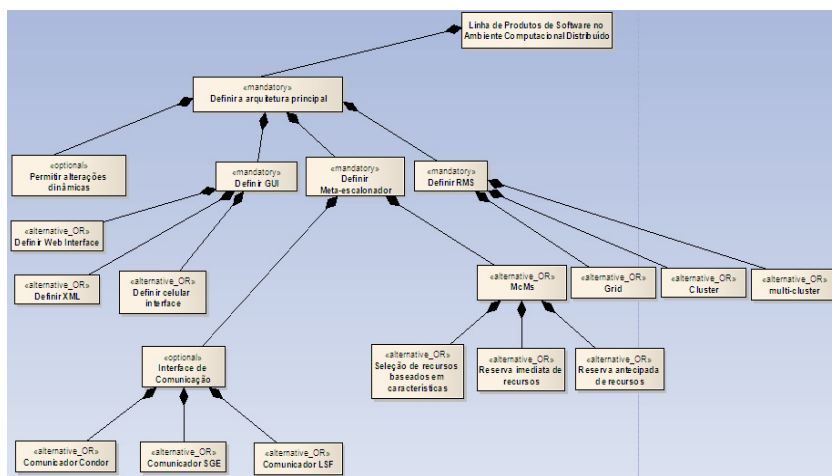 Linha de Produtos de Software no
Ambiente Computacional Distribuído
«mandatory»
Definir a arquitetura principal
«optional»
Permitir alterações
dinâmicas
«mandatory»
Definir GUI
«mandatory»
Definir
Meta-escalonador
«mandatory»
Definir RMS
«alternative_OR»
Definir Web Interface
«alternative_OR»
Definir XML
«alternative_OR»
Definir celular
interface
«alternative_OR»
McMs
«alternative_OR»
Grid
«alternative_OR»
Cluster
«alternative_OR»
multi-cluster
«optional»
Interface de
Comunicação
«alternative_OR»
Seleção de recursos
baseados em
características
«alternative_OR»
Reserva imediata de
recursos
«alternative_OR»
Reserva antecipada
de recursos
«alternative_OR»
Comunicador Condor
«alternative_OR»
Comunicador SGE
«alternative_OR»
Comunicador LSF